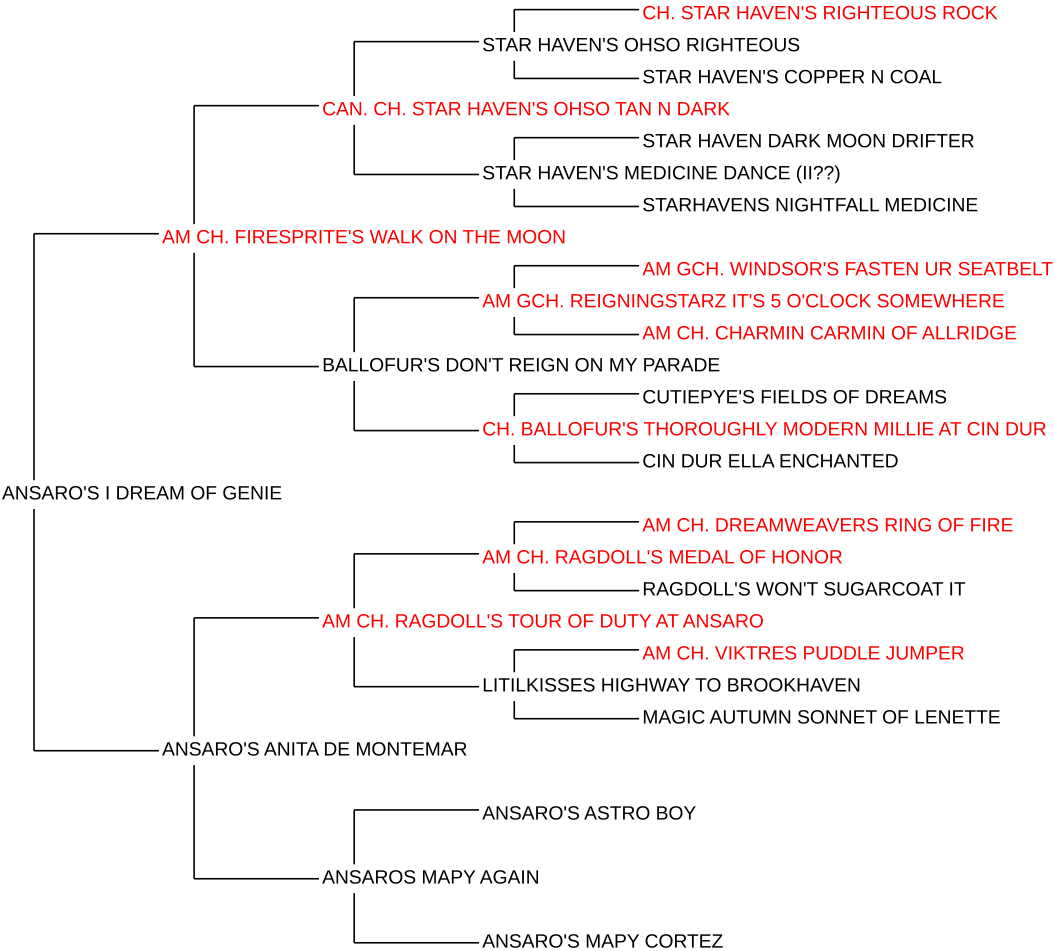 CH. STAR HAVEN'S RIGHTEOUS ROCK
STAR HAVEN'S OHSO RIGHTEOUS
STAR HAVEN'S COPPER N COAL
CAN. CH. STAR HAVEN'S OHSO TAN N DARK
STAR HAVEN DARK MOON DRIFTER
STAR HAVEN'S MEDICINE DANCE (II??)
STARHAVENS NIGHTFALL MEDICINE
AM CH. FIRESPRITE'S WALK ON THE MOON
AM GCH. WINDSOR'S FASTEN UR SEATBELT
AM GCH. REIGNINGSTARZ IT'S 5 O'CLOCK SOMEWHERE
AM CH. CHARMIN CARMIN OF ALLRIDGE
BALLOFUR'S DON'T REIGN ON MY PARADE
CUTIEPYE'S FIELDS OF DREAMS
CH. BALLOFUR'S THOROUGHLY MODERN MILLIE AT CIN DUR
CIN DUR ELLA ENCHANTED
ANSARO'S I DREAM OF GENIE
AM CH. DREAMWEAVERS RING OF FIRE
AM CH. RAGDOLL'S MEDAL OF HONOR
RAGDOLL'S WON'T SUGARCOAT IT
AM CH. RAGDOLL'S TOUR OF DUTY AT ANSARO
AM CH. VIKTRES PUDDLE JUMPER
LITILKISSES HIGHWAY TO BROOKHAVEN
MAGIC AUTUMN SONNET OF LENETTE
ANSARO'S ANITA DE MONTEMAR
ANSARO'S ASTRO BOY
ANSAROS MAPY AGAIN
ANSARO'S MAPY CORTEZ